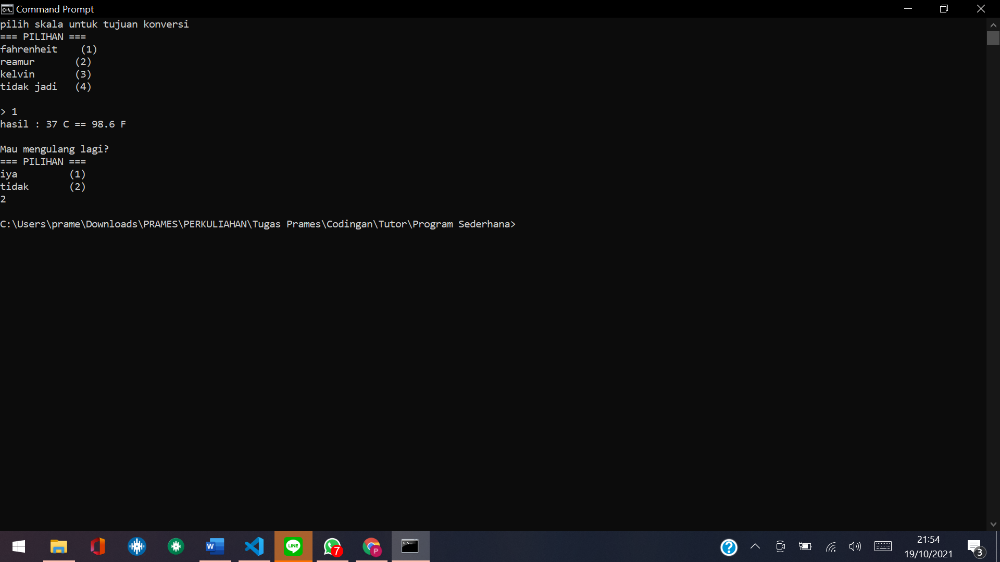 Command Prompt
pilih skala untuk tujuan konversi
=== PILIHAN ===
fahrenheit    (1)
reamur       (2)
kelvin       (3)
tidak jadi   (4)
> 1
hasil : 37 C == 98.6 F
Mau mengulang lagi?
=== PILIHAN ===
iya         (1)
tidak       (2)
2
C:\Users\prame\Downloads\PRAMES\PERKULIAHAN\Tugas Prames\Codingan\Tutor\Program Sederhana>
W
LINE
7
P
C:\_
?
21:54
19/10/2021
3